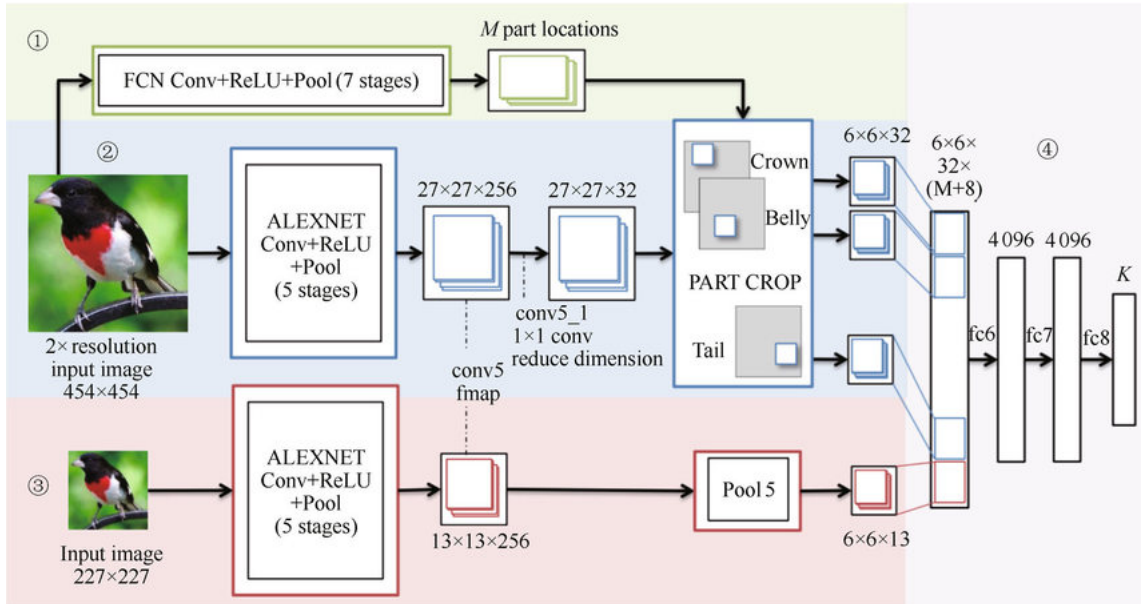 ①
M part locations
FCN Conv+ReLU+Pool (7 stages)
②
2× resolution
input image
454×454
ALEXNET
Conv+ReLU
+Pool
(5 stages)
27×27×256
27×27×32
conv5_1
1×1 conv
reduce dimension
conv5
fmap
Crown
Belly
PART CROP
Tail
6×6×32
6×6×
32×
(M+8)
④
4 096
4 096
K
fc6
fc7
fc8
③
Input image
227×227
ALEXNET
Conv+ReLU
+Pool
(5 stages)
13×13×256
Pool 5
6×6×13